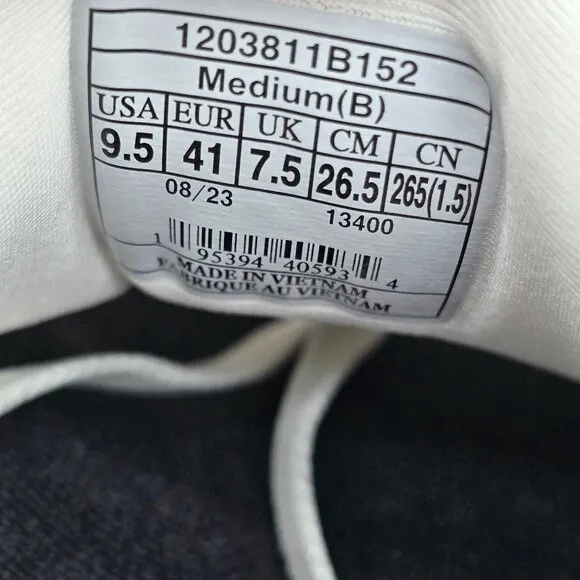 1203811B152
Medium(B)
USA EUR UK CM CN
9.5 41 7.5 26.5 265(1.5)
08/23 13400
1 95394 40593 4
MADE IN VIETNAM
FABRIQUE AU VIETNAM